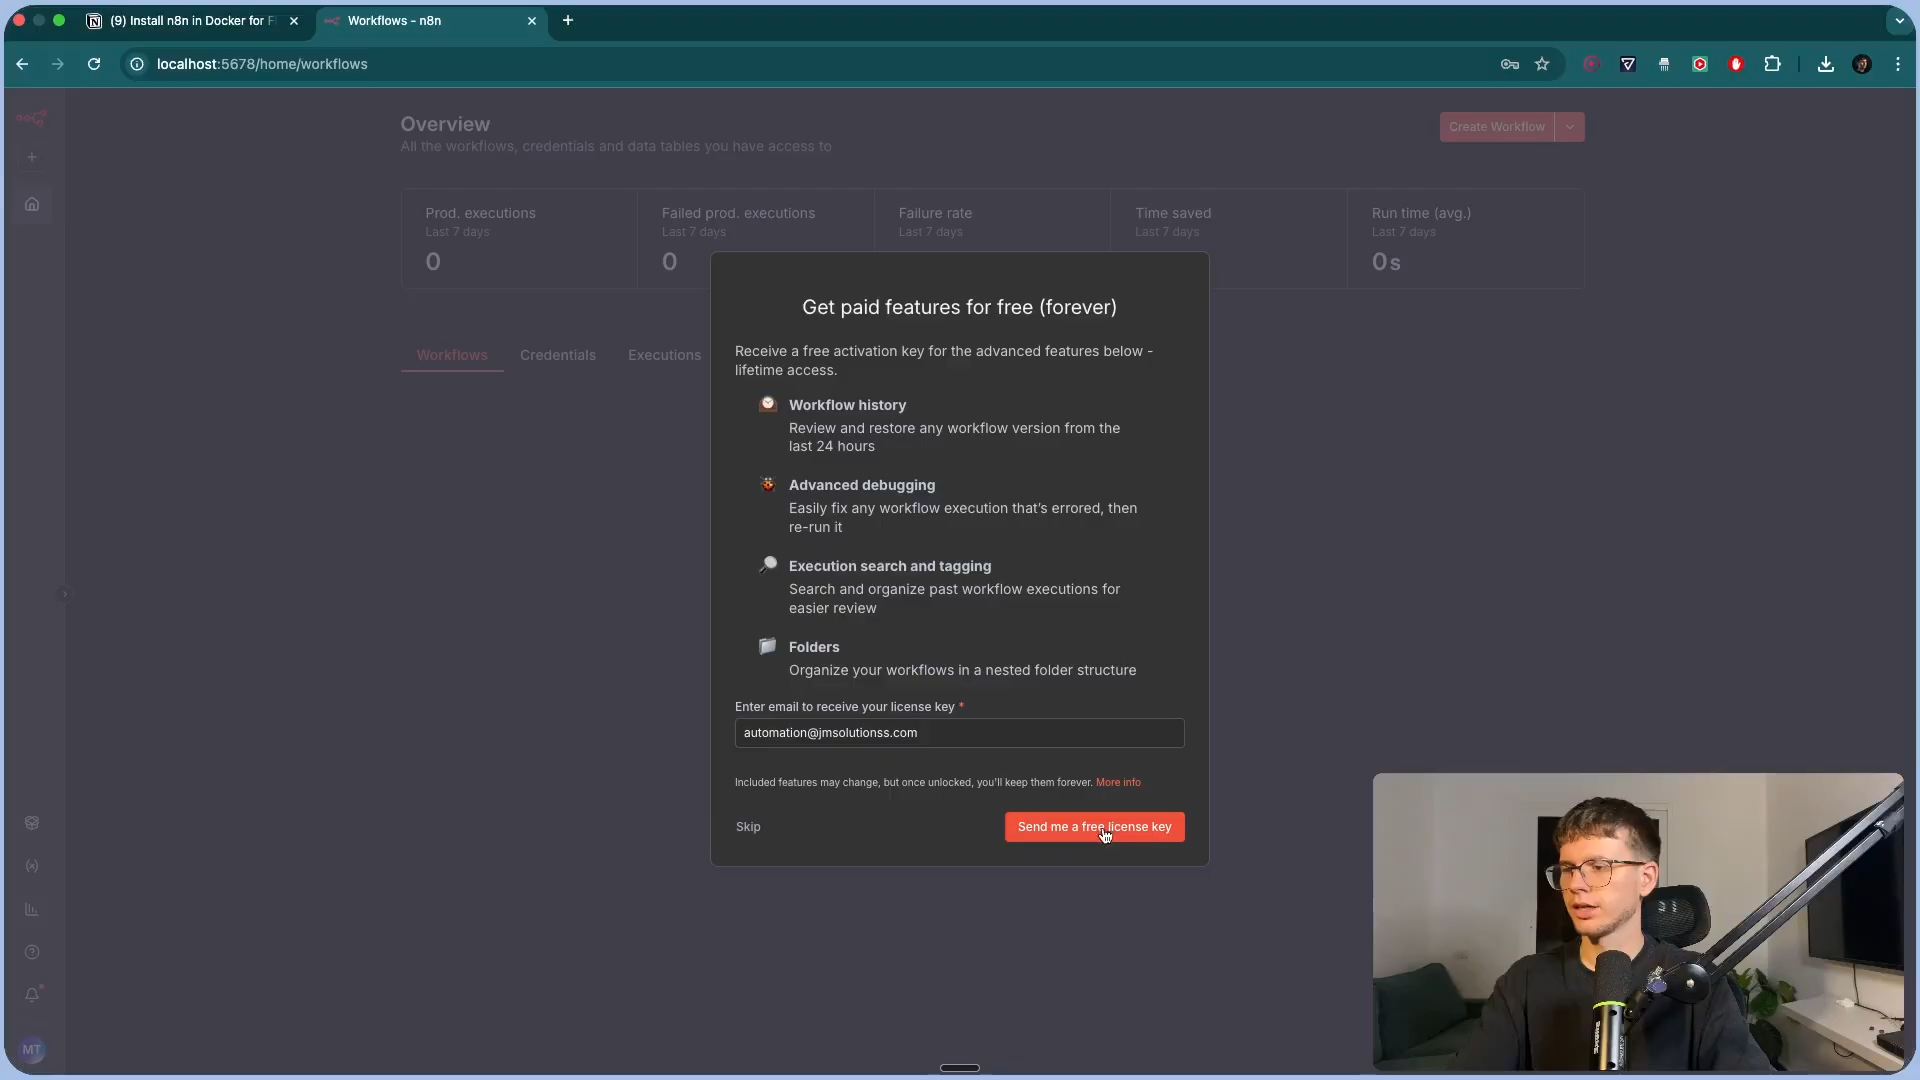 (9) Install n8n in Docker for F
Workflows - n8n
localhost:5678/home/workflows
Overview
All the workflows, credentials and data tables you have access to
Create Workflow
Prod. executions
Last 7 days
0
Failed prod. executions
Last 7 days
0
Failure rate
Last 7 days
Time saved
Last 7 days
Run time (avg.)
Last 7 days
0s
Workflows
Credentials
Executions
Get paid features for free (forever)
Receive a free activation key for the advanced features below -
lifetime access.
Workflow history
Review and restore any workflow version from the
last 24 hours
Advanced debugging
Easily fix any workflow execution that's errored, then
re-run it
Execution search and tagging
Search and organize past workflow executions for
easier review
Folders
Organize your workflows in a nested folder structure
Enter email to receive your license key *
automation@jmsolutionss.com
Included features may change, but once unlocked, you'll keep them forever. More info
Skip
Send me a free license key
MT